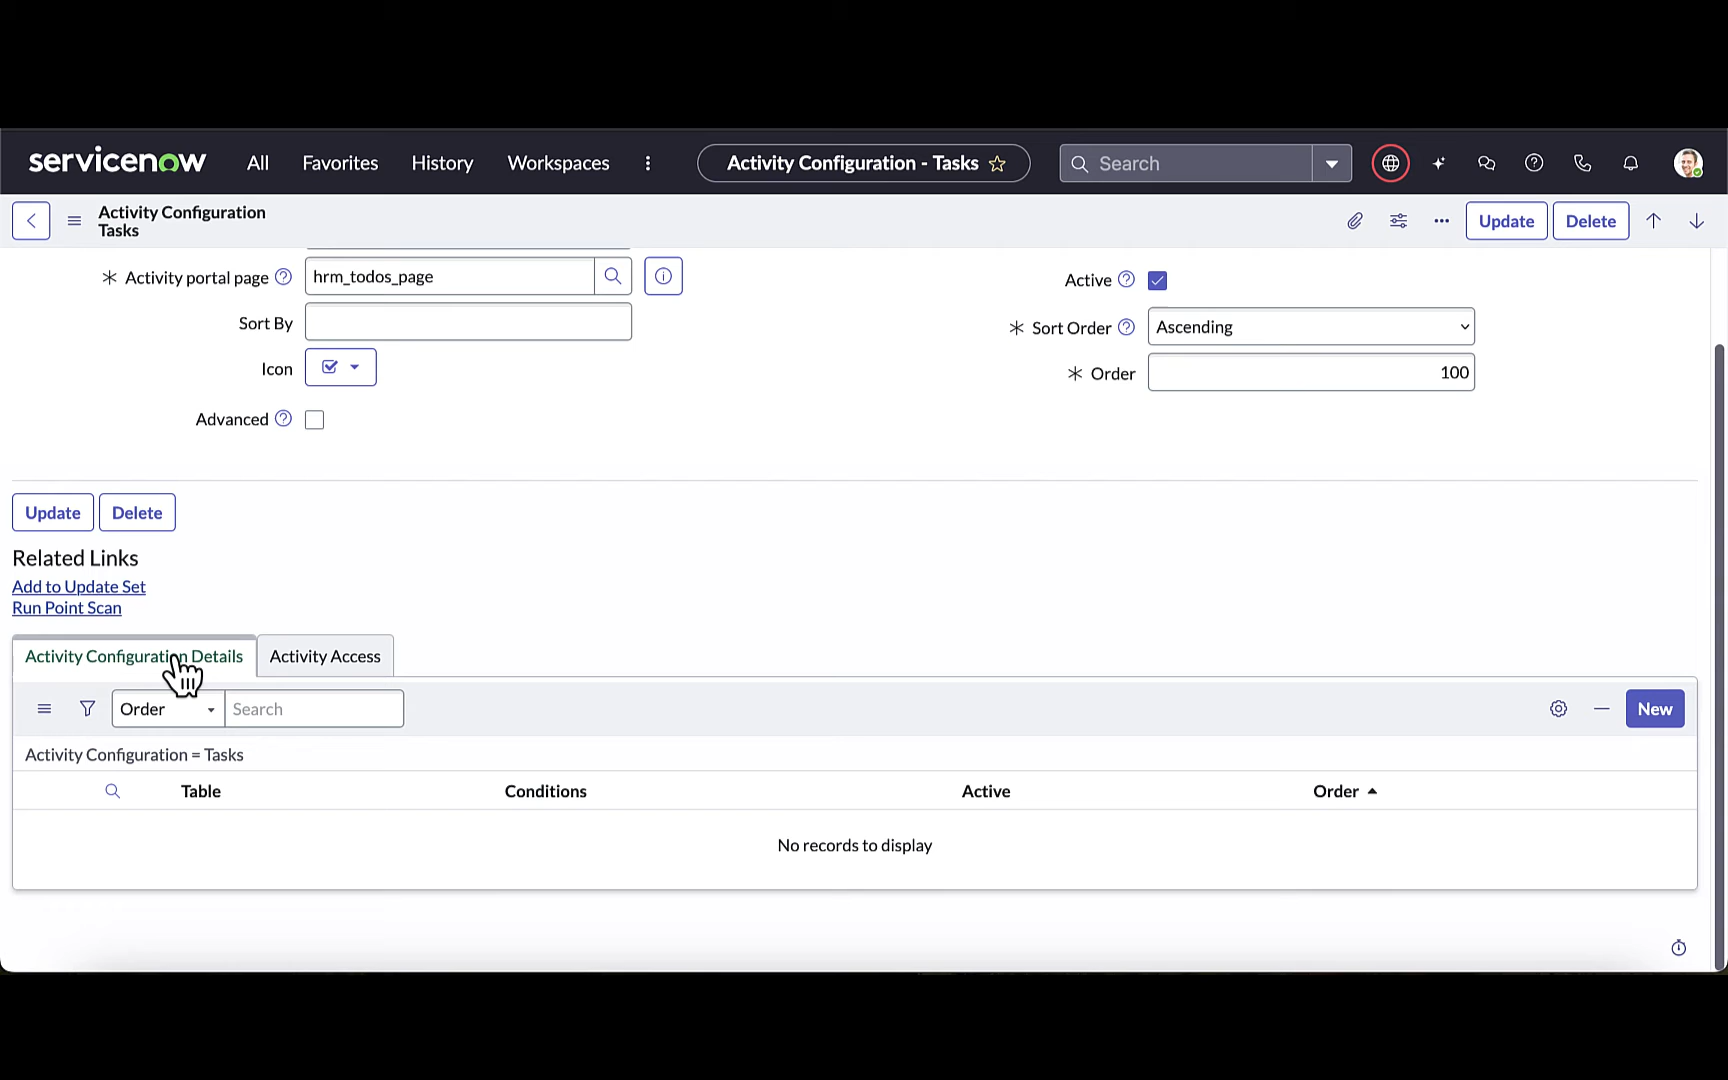 servicenow All Favorites History Workspaces Activity Configuration - Tasks Search
Activity Configuration
Tasks
Update Delete
Activity portal page hrm_todos_page
Active
Sort By
Sort Order Ascending
Icon
Order 100
Advanced
Update Delete
Related Links
Add to Update Set
Run Point Scan
Activity Configuration Details Activity Access
Order Search New
Activity Configuration = Tasks
Table Conditions Active Order
No records to display